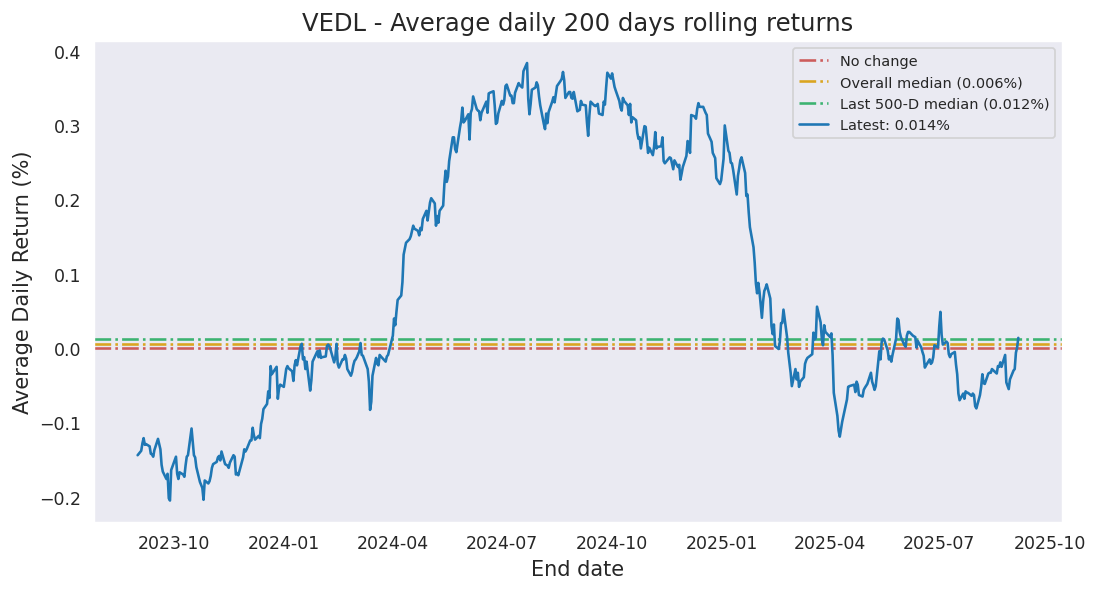 VEDL - Average daily 200 days rolling returns
No change
Overall median (0.006%)
Last 500-D median (0.012%)
Latest: 0.014%
Average Daily Return (%)
0.4
0.3
0.2
0.1
0.0
−0.1
−0.2
2023-10
2024-01
2024-04
2024-07
2024-10
2025-01
2025-04
2025-07
2025-10
End date